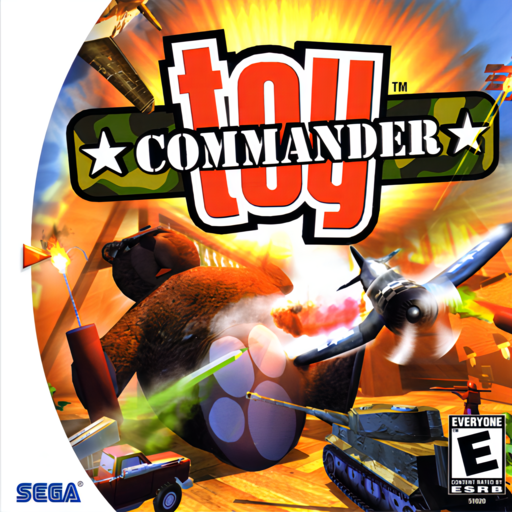 toy
TM
★COMMANDER★
SEGA
EVERYONE
E
CONTENT RATED BY
ESRB
51020